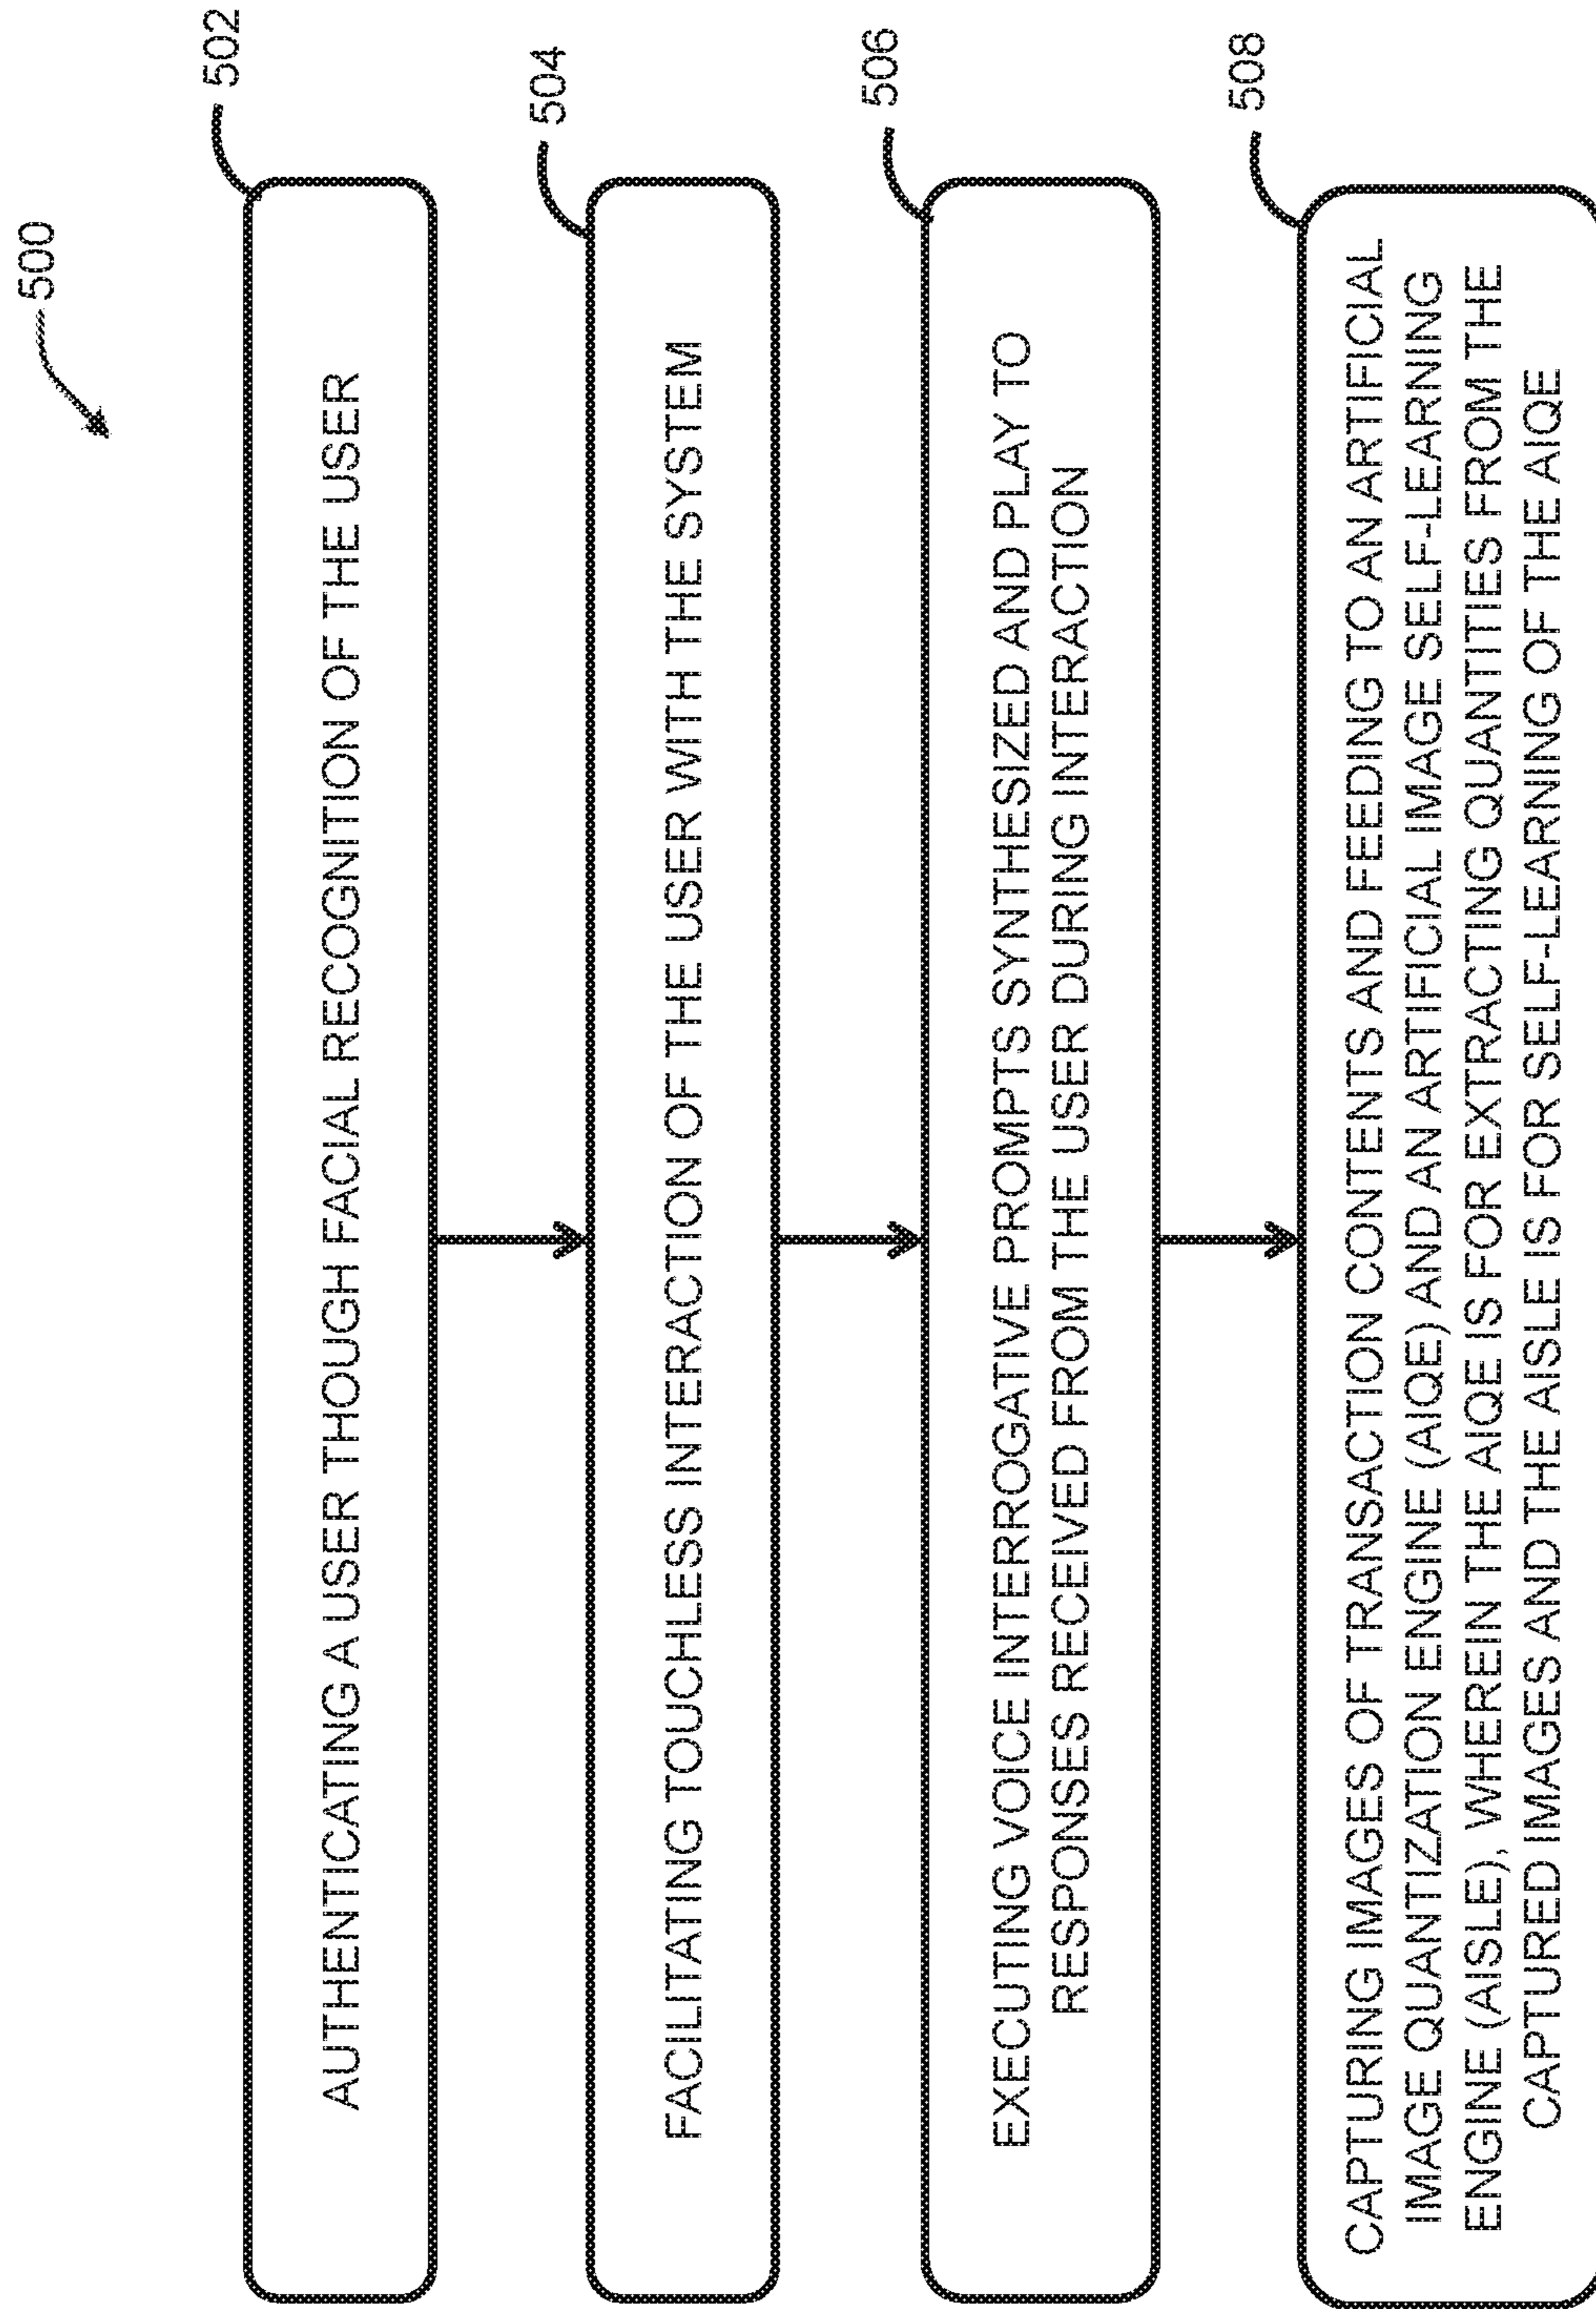 500
502
AUTHENTICATING A USER THOUGH FACIAL RECOGNITION OF THE USER
504
FACILITATING TOUCHLESS INTERACTION OF THE USER WITH THE SYSTEM
506
EXECUTING VOICE INTERROGATIVE PROMPTS SYNTHESIZED AND PLAY TO
RESPONSES RECEIVED FROM THE USER DURING INTERACTION
508
CAPTURING IMAGES OF TRANSACTION CONTENTS AND FEEDING TO AN ARTIFICIAL
IMAGE QUANTIZATION ENGINE (AIQE) AND AN ARTIFICIAL IMAGE SELF-LEARNING
ENGINE (AISLE), WHEREIN THE AIQE IS FOR EXTRACTING QUANTITIES FROM THE
CAPTURED IMAGES AND THE AISLE IS FOR SELF-LEARNING OF THE AIQE